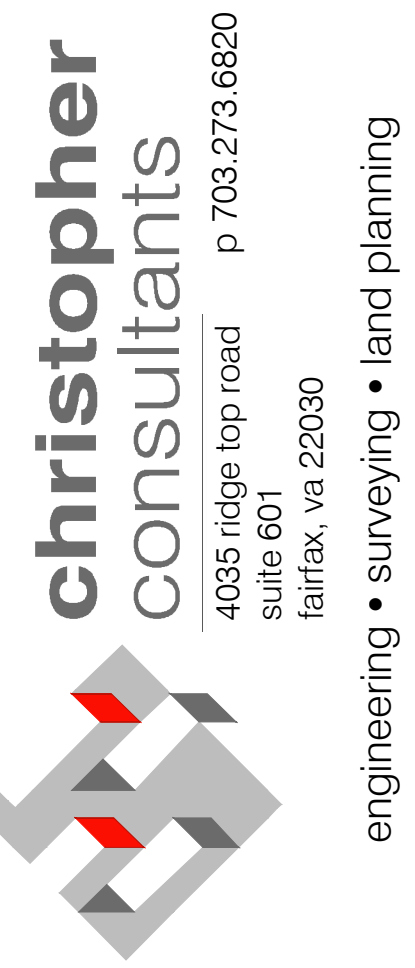 christopher
consultants
4035 ridge top road
suite 601
fairfax, va 22030
p 703.273.6820
engineering • surveying • land planning